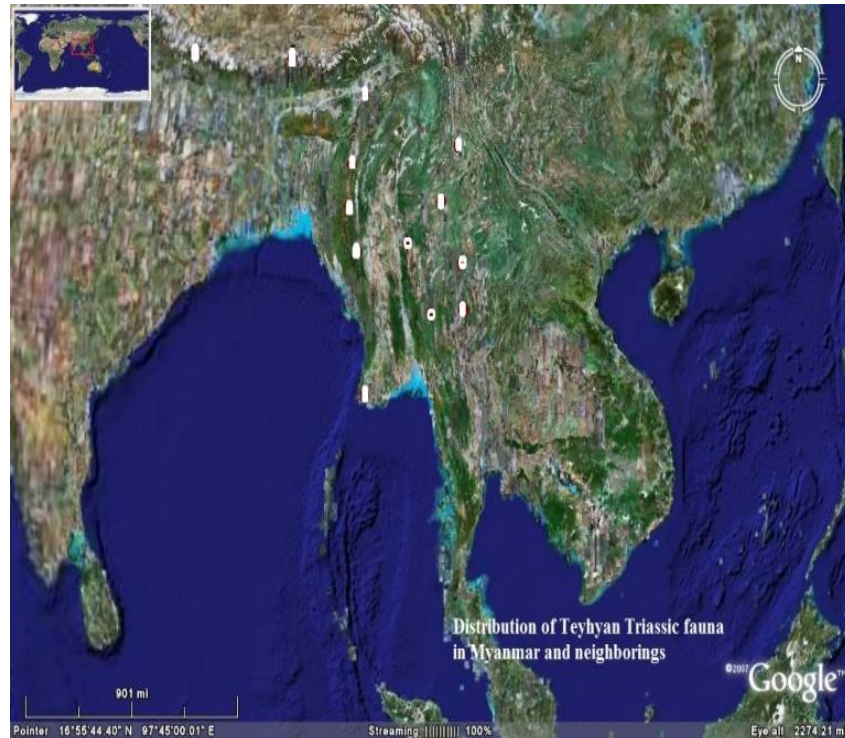 N
Distribution of Teyhyan Triassic fauna
in Myanmar and neighborings
©2007 Google™
901 mi
Pointer 16°55'44.40" N 97°45'00.01" E Streaming |||||||||| 100% Eye alt 2274.21 mi